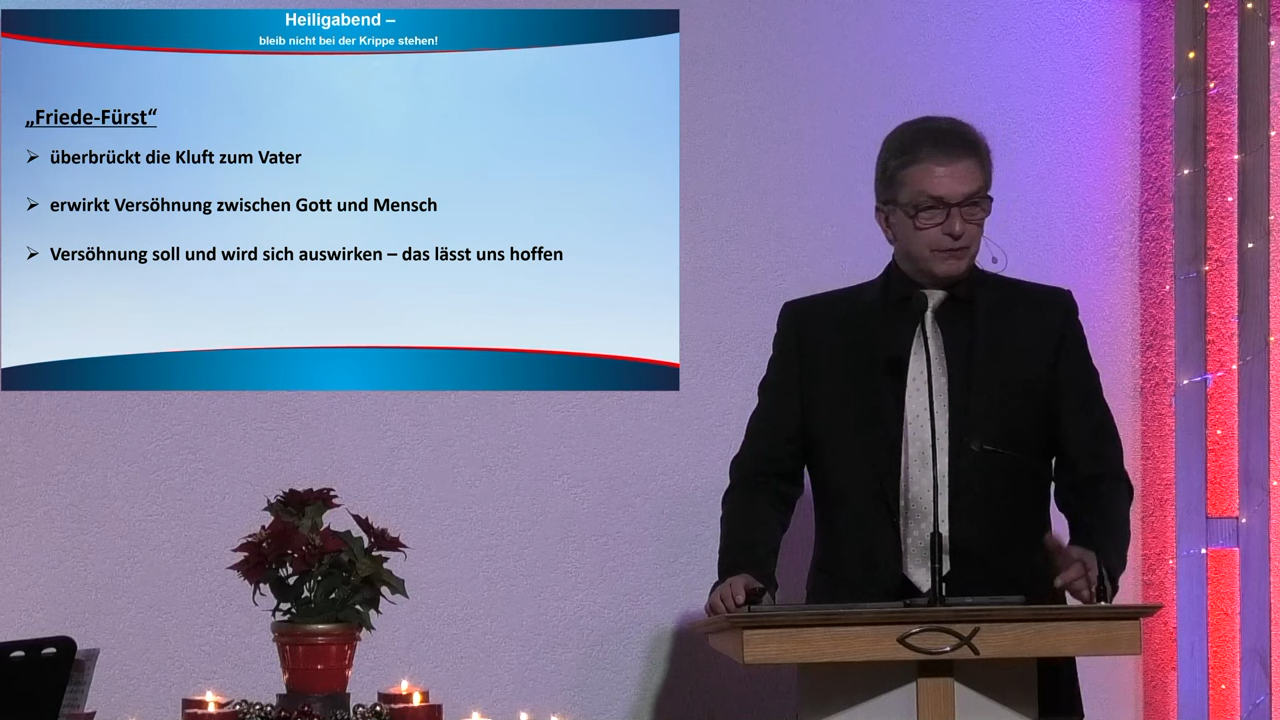 Heiligabend –
bleib nicht bei der Krippe stehen!
„Friede-Fürst“
➢ überbrückt die Kluft zum Vater
➢ erwirkt Versöhnung zwischen Gott und Mensch
➢ Versöhnung soll und wird sich auswirken – das lässt uns hoffen